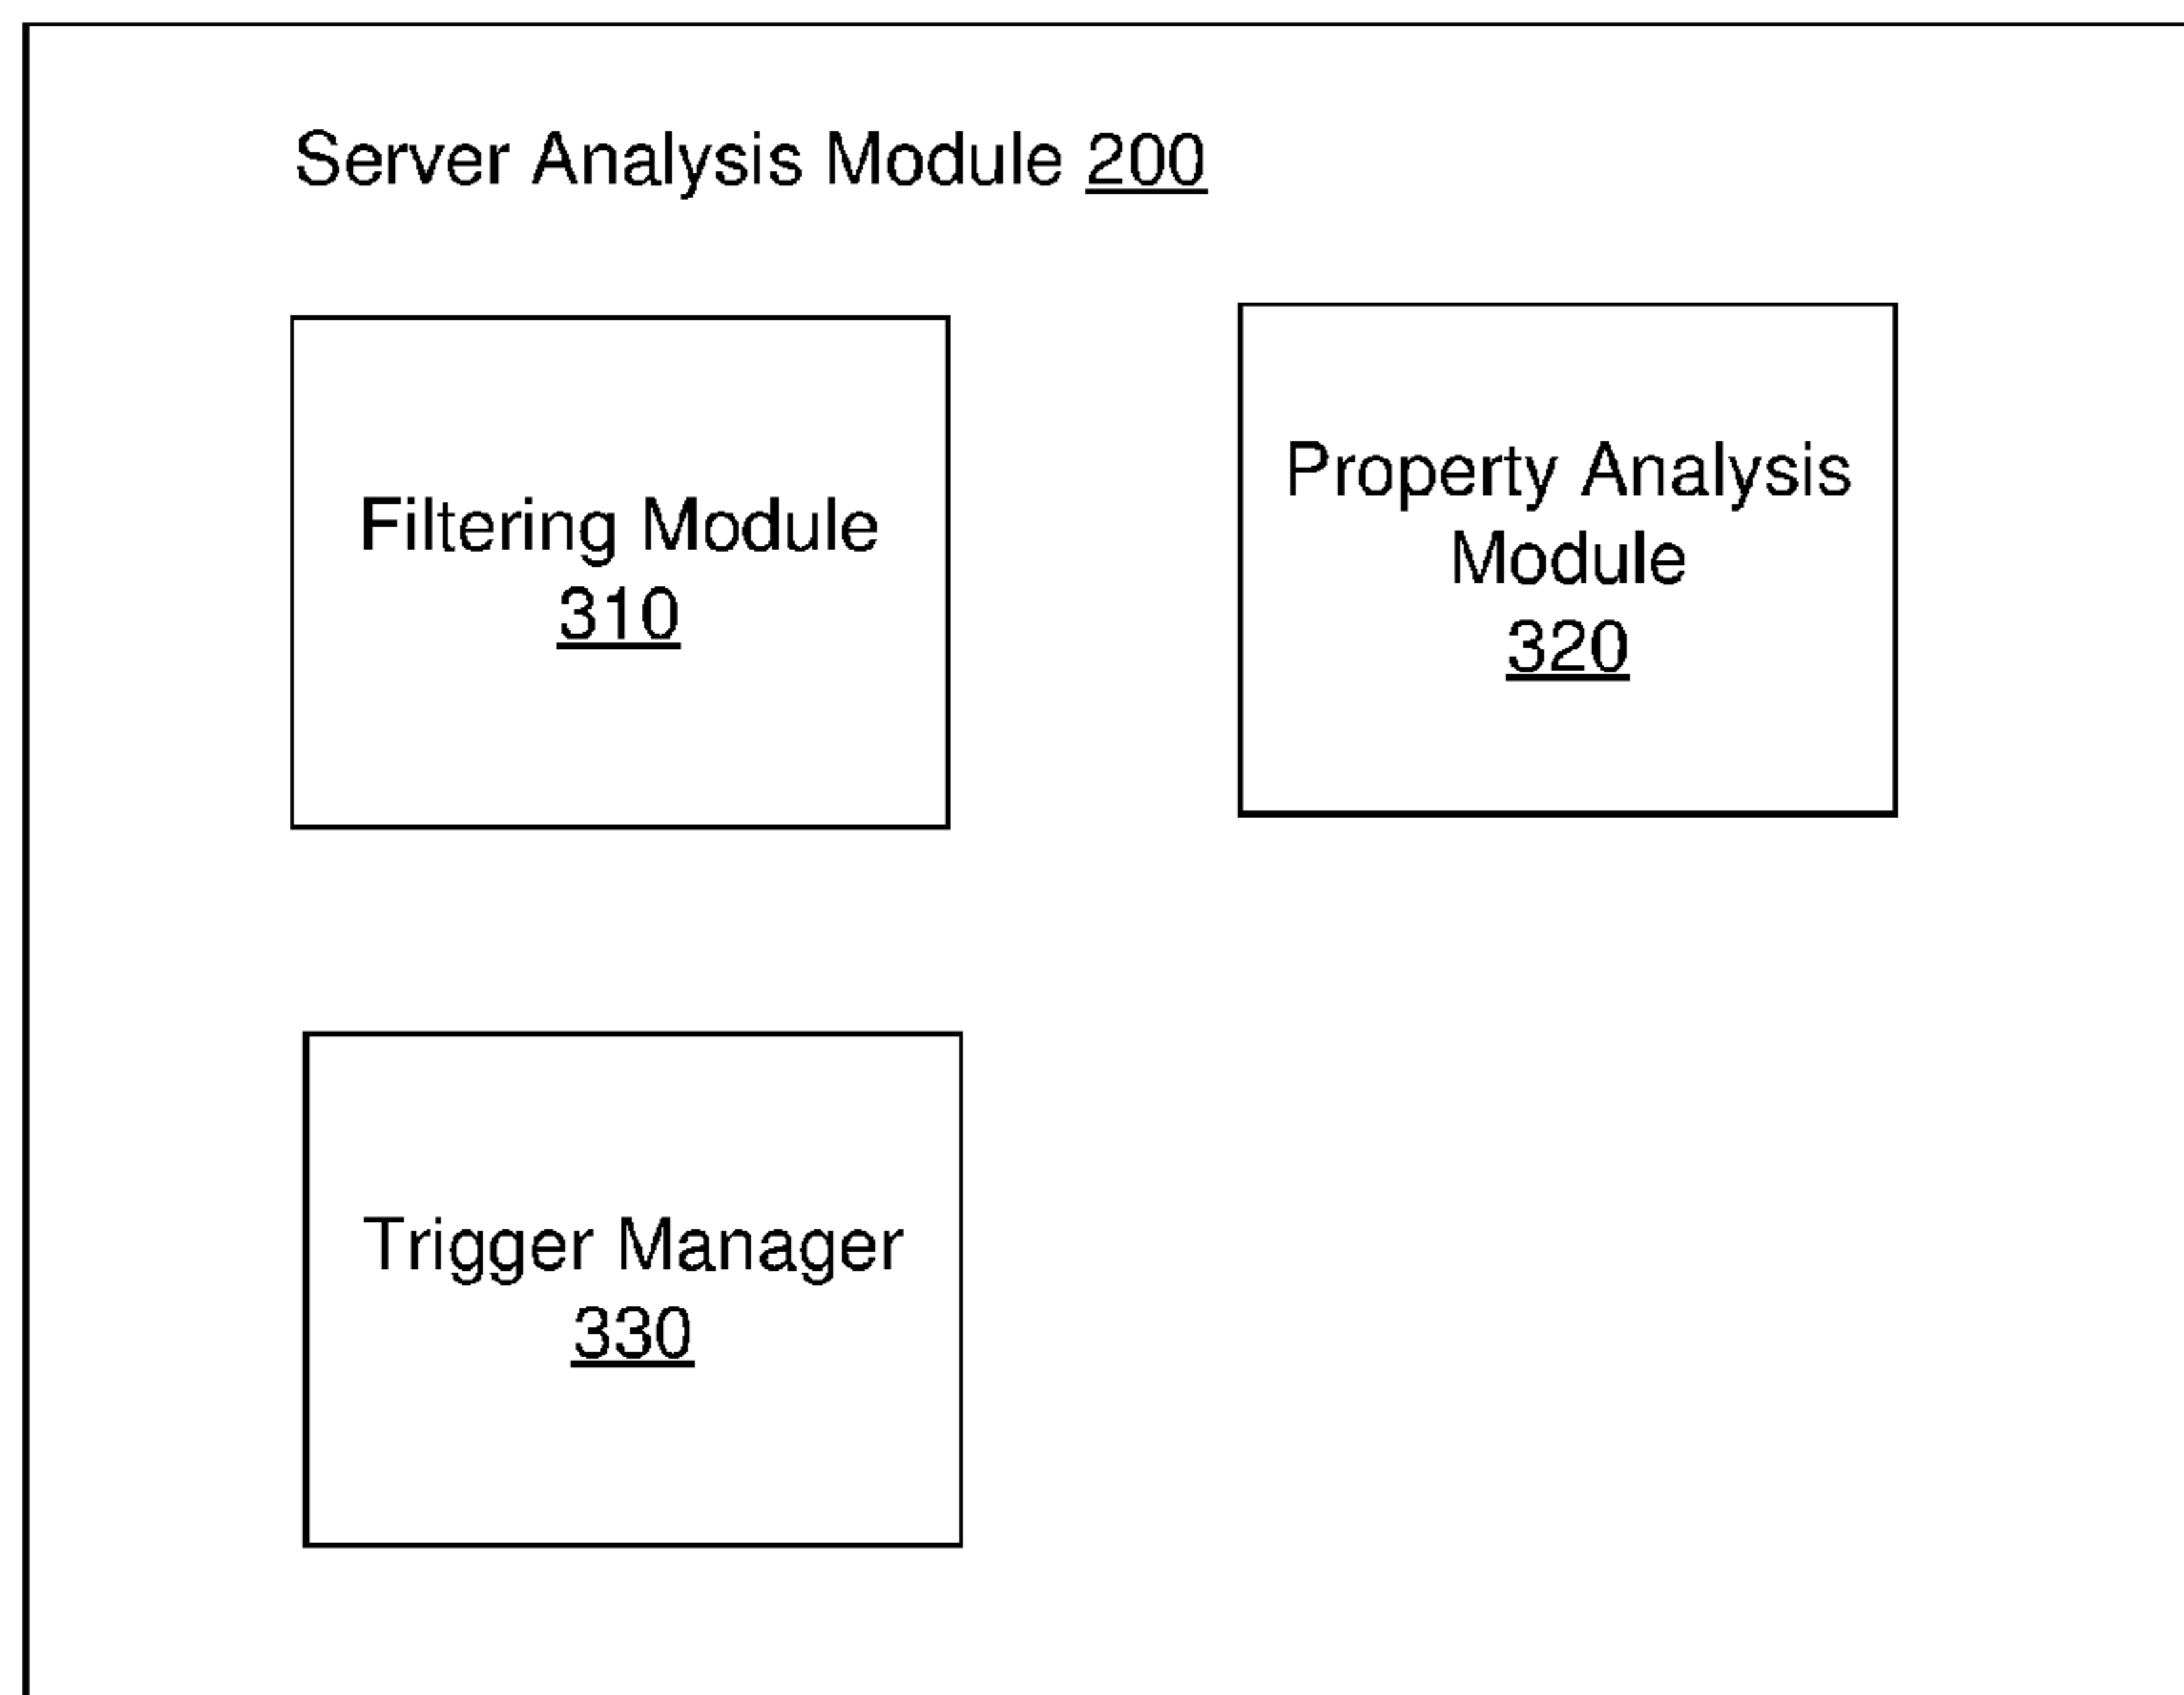 Server Analysis Module 200
Filtering Module
310
Property Analysis
Module
320
Trigger Manager
330